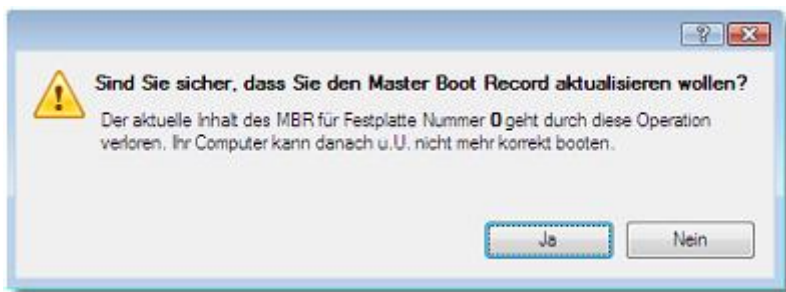 Sind Sie sicher, dass Sie den Master Boot Record aktualisieren wollen?
Der aktuelle Inhalt des MBR für Festplatte Nummer 0 geht durch diese Operation
verloren. Ihr Computer kann danach u.U. nicht mehr korrekt booten.
Ja
Nein